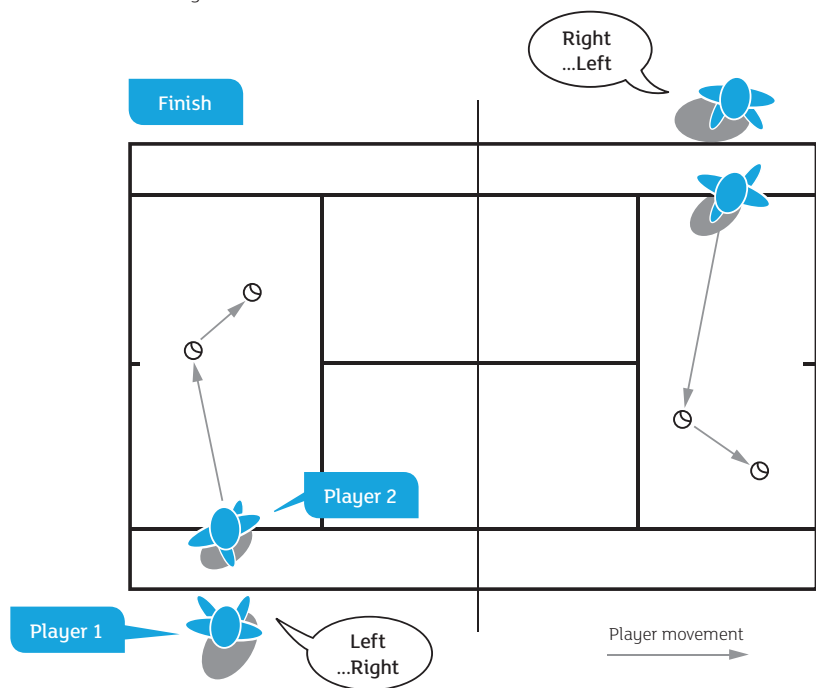 Right
...Left
Finish
Player 2
Player 1
Left
...Right
Player movement